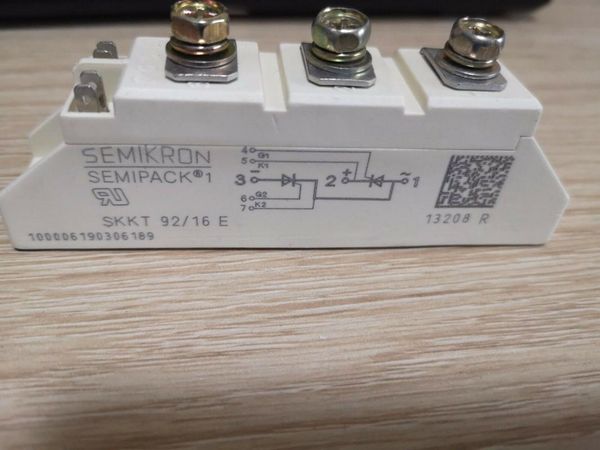 SEMIKRON
SEMIPACK®1
SKKT 92/16 E
100006190306189
4
G1
5
K1
3 - 2 + ~ 1
6
G2
7
K2
13208 R